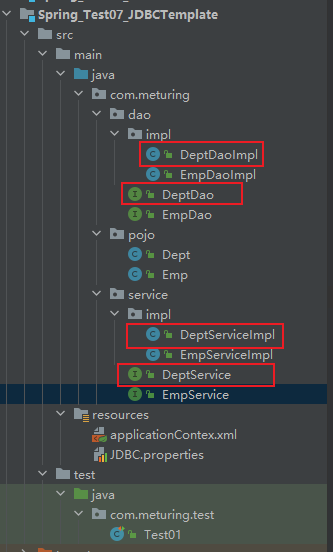 Spring_Test07_JDBCTemplate
src
main
java
com.meturing
dao
impl
DeptDaoImpl
EmpDaoImpl
DeptDao
EmpDao
pojo
Dept
Emp
service
impl
DeptServiceImpl
EmpServiceImpl
DeptService
EmpService
resources
applicationContex.xml
JDBC.properties
test
java
com.meturing.test
Test01